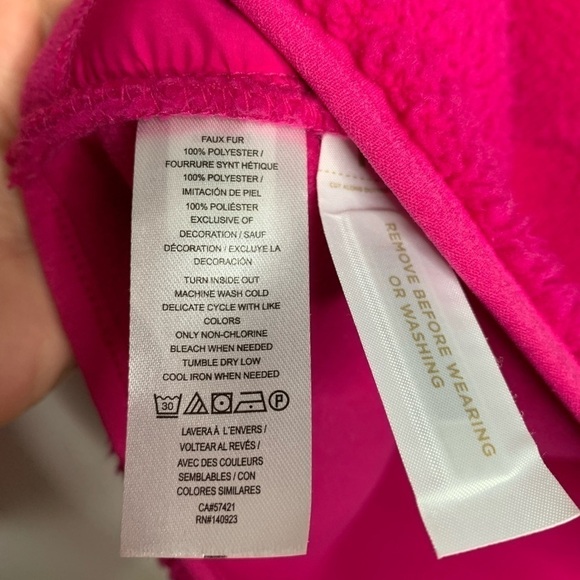 FAUX FUR
100% POLYESTER /
FOURRURE SYNT HÉTIQUE
100% POLYESTER /
IMITACIÓN DE PIEL
100% POLIÉSTER
EXCLUSIVE OF
DECORATION / SAUF
DÉCORATION / EXCLUYE LA
DECORACIÓN
TURN INSIDE OUT
MACHINE WASH COLD
DELICATE CYCLE WITH LIKE
COLORS
ONLY NON-CHLORINE
BLEACH WHEN NEEDED
TUMBLE DRY LOW
COOL IRON WHEN NEEDED
30 P
LAVERA À L'ENVERS /
VOLTEAR AL REVÉS /
AVEC DES COULEURS
SEMBLABLES / CON
COLORES SIMILARES
CA#57421
RN#140923
CUT ALONG
REMOVE BEFORE WEARING
OR WASHING